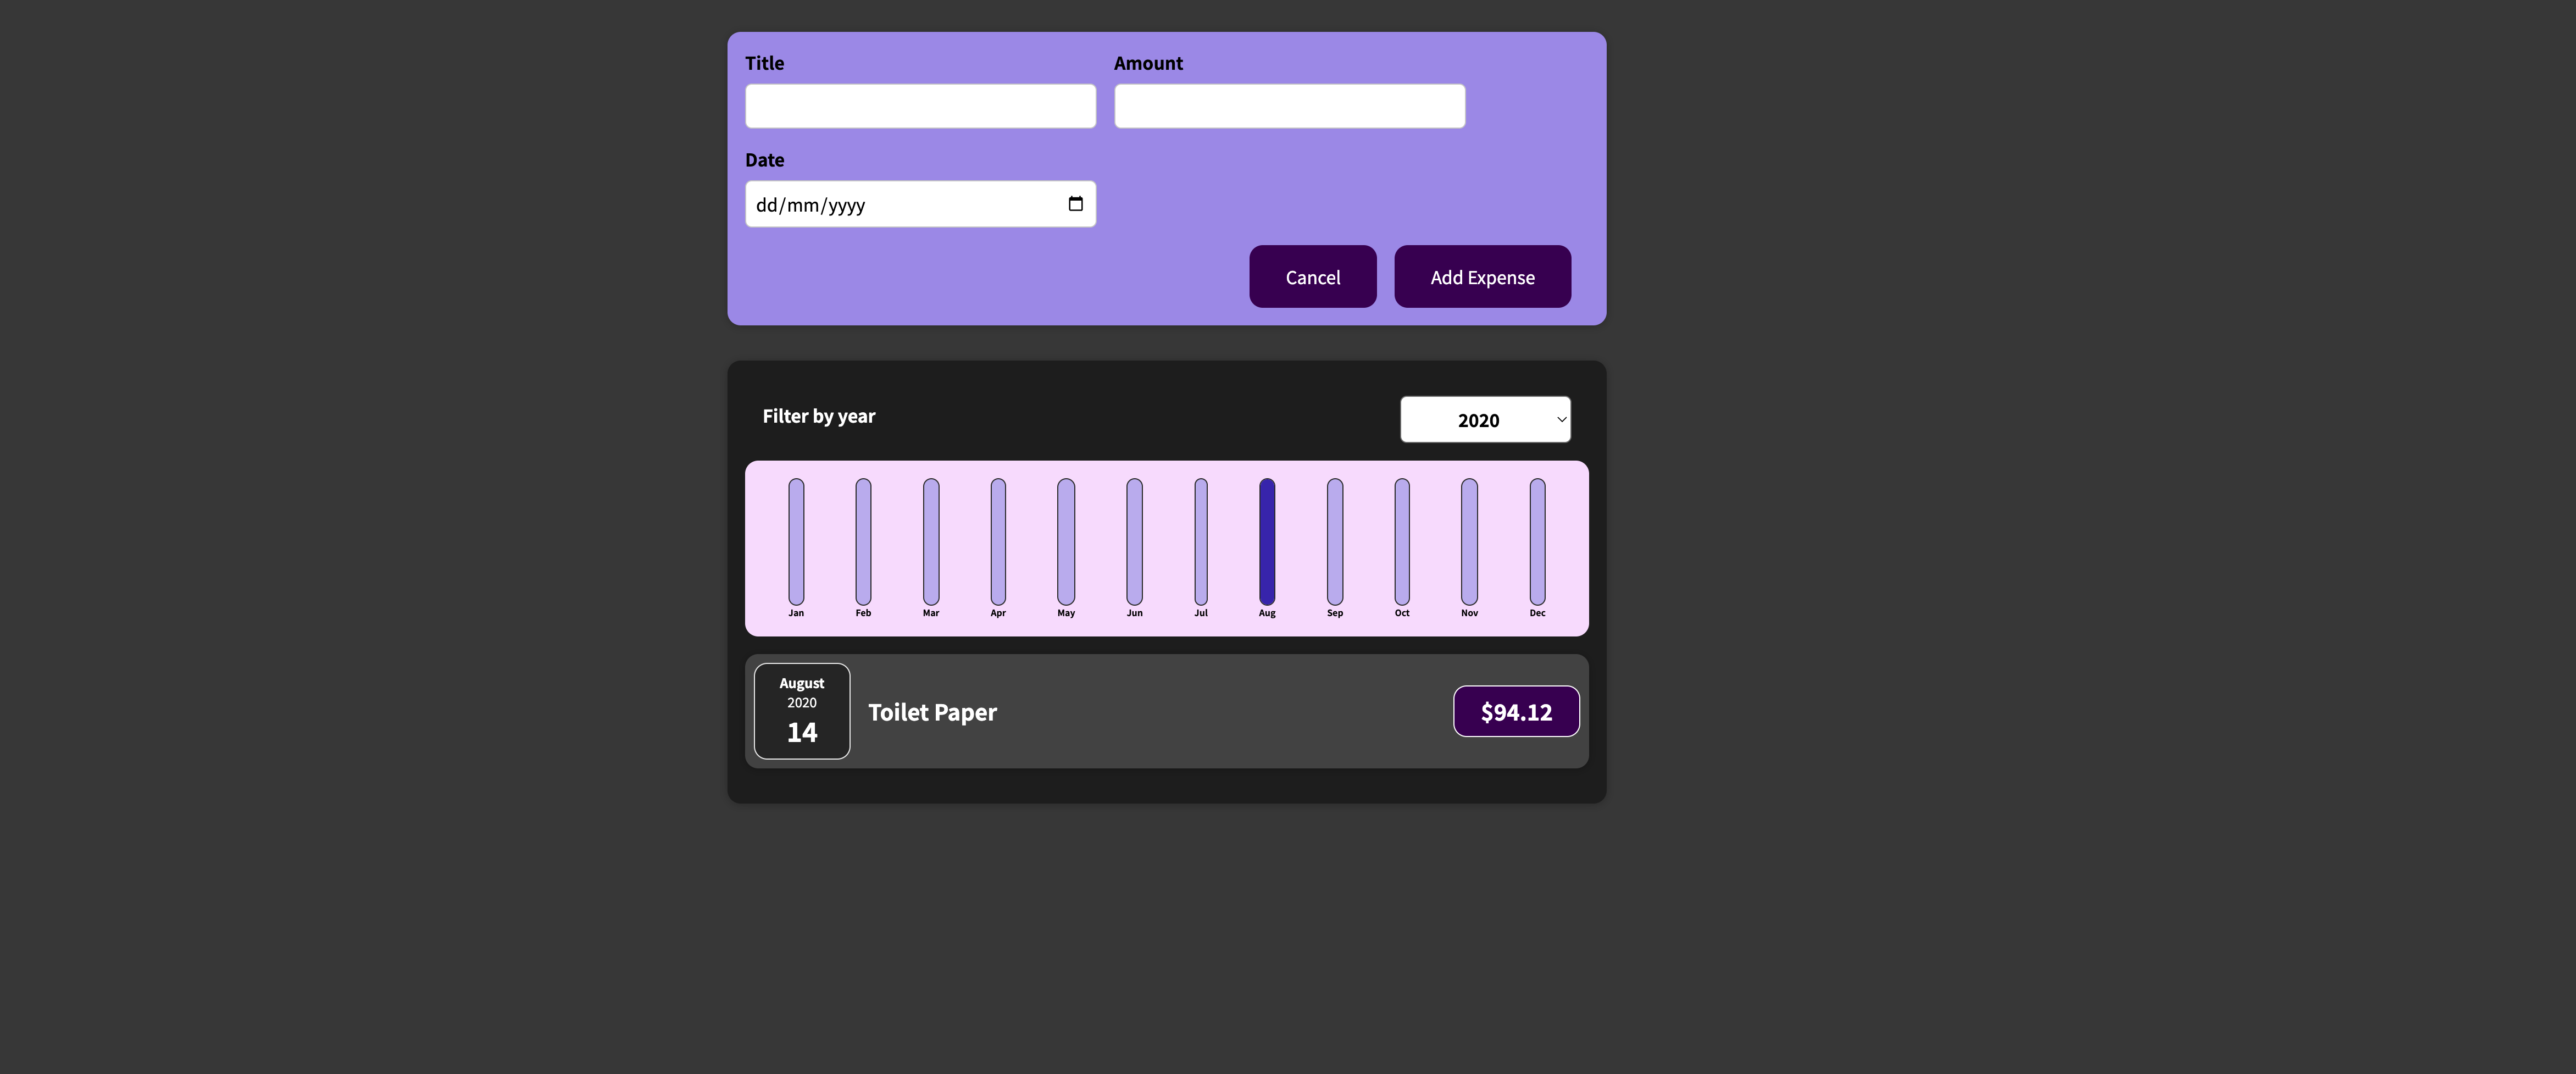 Title Amount
Date
dd/mm/yyyy
Cancel Add Expense
Filter by year 2020
Jan Feb Mar Apr May Jun Jul Aug Sep Oct Nov Dec
August
2020
14
Toilet Paper
$94.12